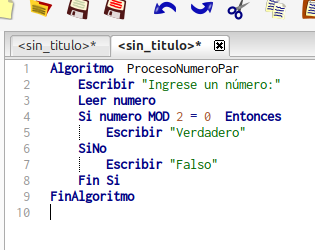 <sin_titulo>* <sin_titulo>*
1 Algoritmo ProcesoNumeroPar
2 Escribir "Ingrese un número:"
3 Leer numero
4 Si numero MOD 2 = 0 Entonces
5 Escribir "Verdadero"
6 SiNo
7 Escribir "Falso"
8 Fin Si
9 FinAlgoritmo
10